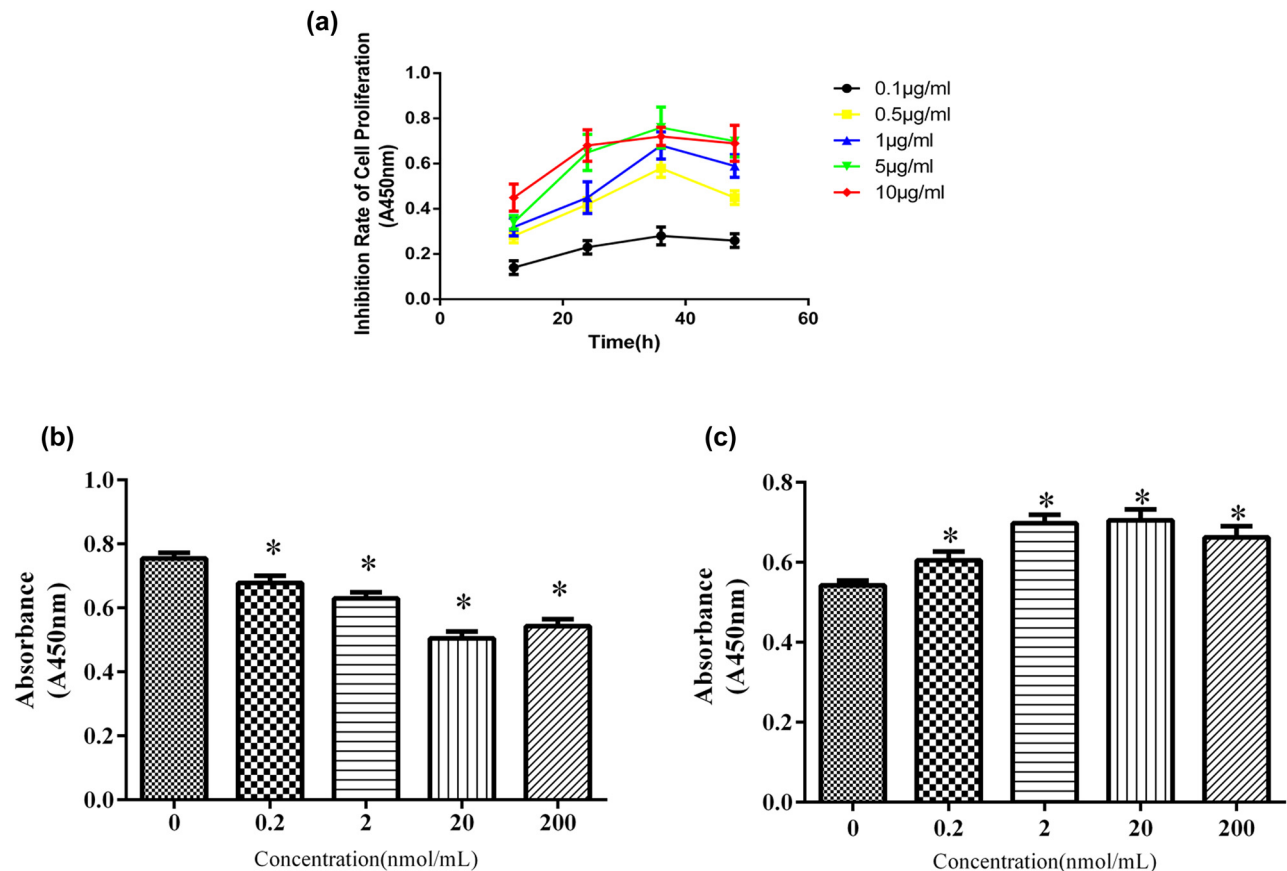 (a)
Inhibition Rate of Cell Proliferation
(A450nm)
1.0
0.8
0.6
0.4
0.2
0.0
0 20 40 60
Time(h)
0.1µg/ml
0.5µg/ml
1µg/ml
5µg/ml
10µg/ml
(b)
Absorbance
(A450nm)
1.0
0.8
0.6
0.4
0.2
0.0
* * * *
0 0.2 2 20 200
Concentration(nmol/mL)
(c)
Absorbance
(A450nm)
0.8
0.6
0.4
0.2
0.0
* * * *
0 0.2 2 20 200
Concentration(nmol/mL)